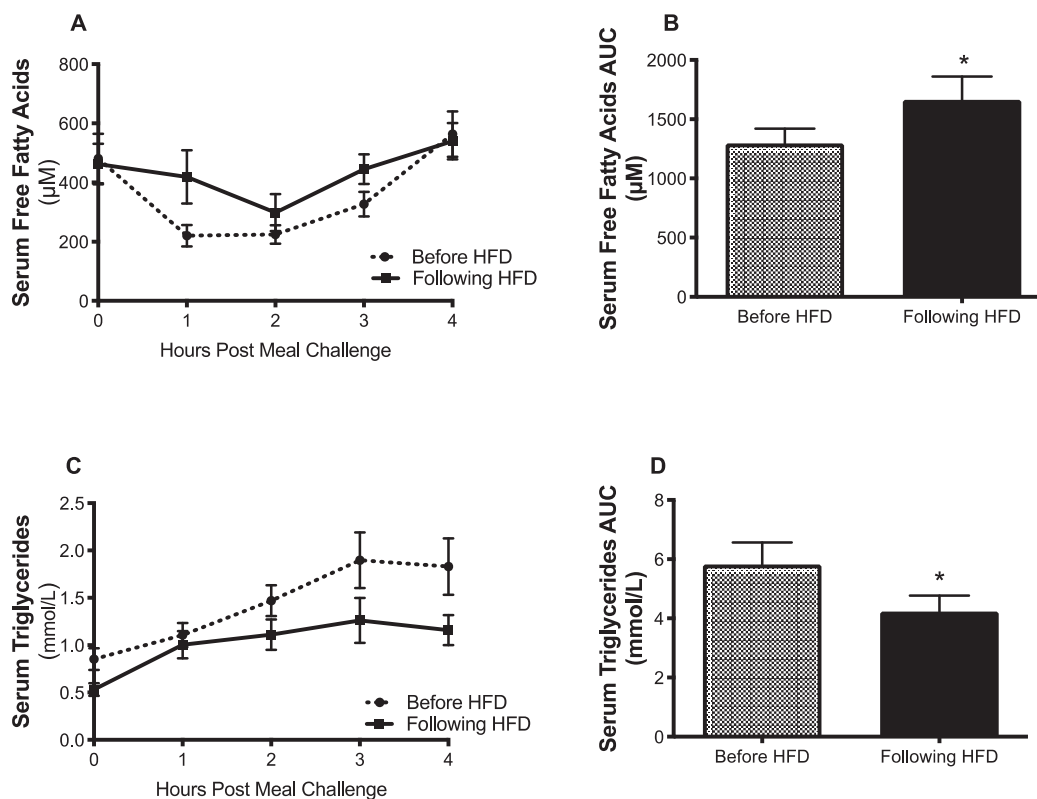 A
Serum Free Fatty Acids
(µM)
800
600
400
200
0
0 1 2 3 4
Hours Post Meal Challenge
Before HFD
Following HFD
B
Serum Free Fatty Acids AUC
(µM)
2000
1500
1000
500
0
*
Before HFD Following HFD
C
Serum Triglycerides
(mmol/L)
2.5
2.0
1.5
1.0
0.5
0.0
0 1 2 3 4
Hours Post Meal Challenge
Before HFD
Following HFD
D
Serum Triglycerides AUC
(mmol/L)
8
6
4
2
0
*
Before HFD Following HFD